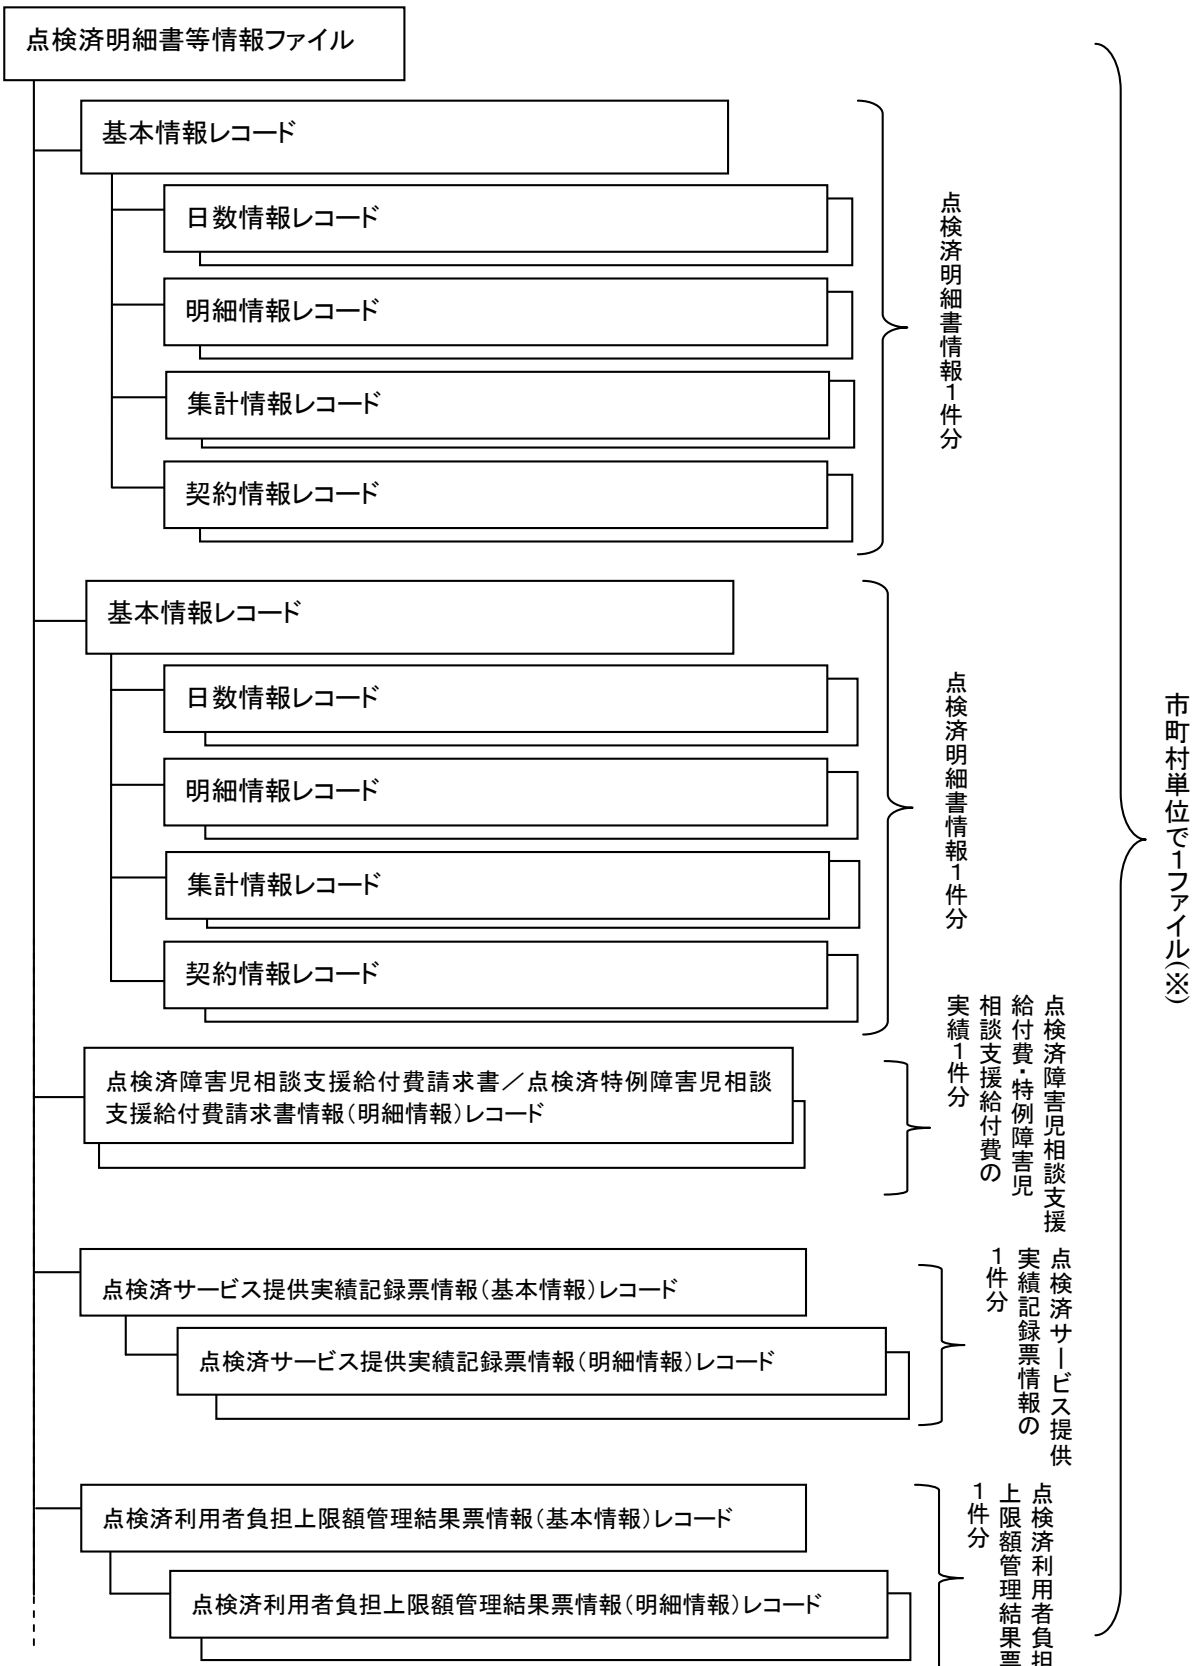 点検済明細書等情報ファイル
基本情報レコード
日数情報レコード
明細情報レコード
集計情報レコード
契約情報レコード
点検済明細書情報1件分
基本情報レコード
日数情報レコード
明細情報レコード
集計情報レコード
契約情報レコード
点検済明細書情報1件分
点検済障害児相談支援給付費請求書／点検済特例障害児相談
支援給付費請求書情報（明細情報）レコード
点検済障害児相談支援
給付費・特例障害児
相談支援給付費の
実績1件分
点検済サービス提供実績記録票情報（基本情報）レコード
点検済サービス提供実績記録票情報（明細情報）レコード
点検済サービス提供
実績記録票情報の
1件分
点検済利用者負担上限額管理結果票情報（基本情報）レコード
点検済利用者負担上限額管理結果票情報（明細情報）レコード
点検済利用者負担
上限額管理結果票
1件分
市町村単位で1ファイル(※)